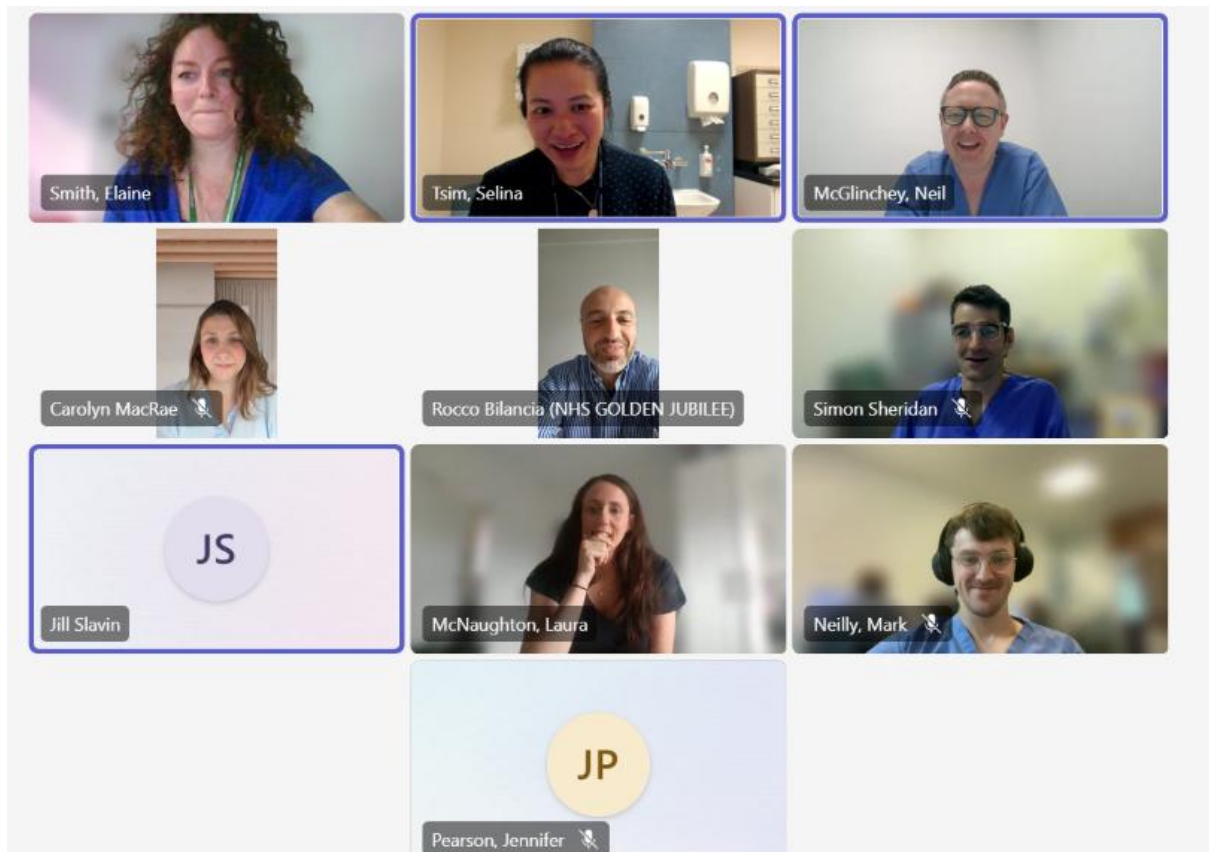 Smith, Elaine
Tsim, Selina
McGlinchey, Neil
Carolyn MacRae
Rocco Bilancia (NHS GOLDEN JUBILEE)
Simon Sheridan
JS
Jill Slavin
McNaughton, Laura
Neilly, Mark
JP
Pearson, Jennifer